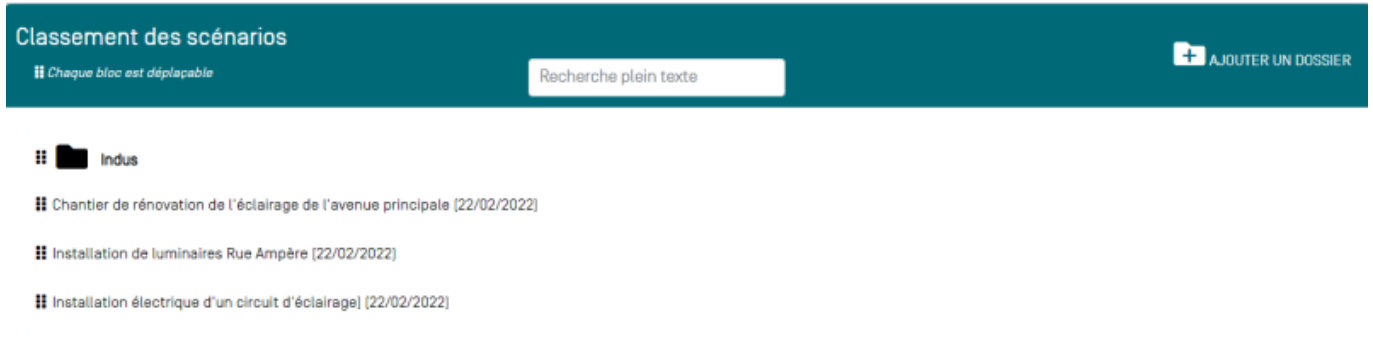 Classement des scénarios
Chaque bloc est déplaçable
Recherche plein texte
AJOUTER UN DOSSIER
Indus
Chantier de rénovation de l'éclairage de l'avenue principale (22/02/2022)
Installation de luminaires Rue Ampère (22/02/2022)
Installation électrique d'un circuit d'éclairage) (22/02/2022)